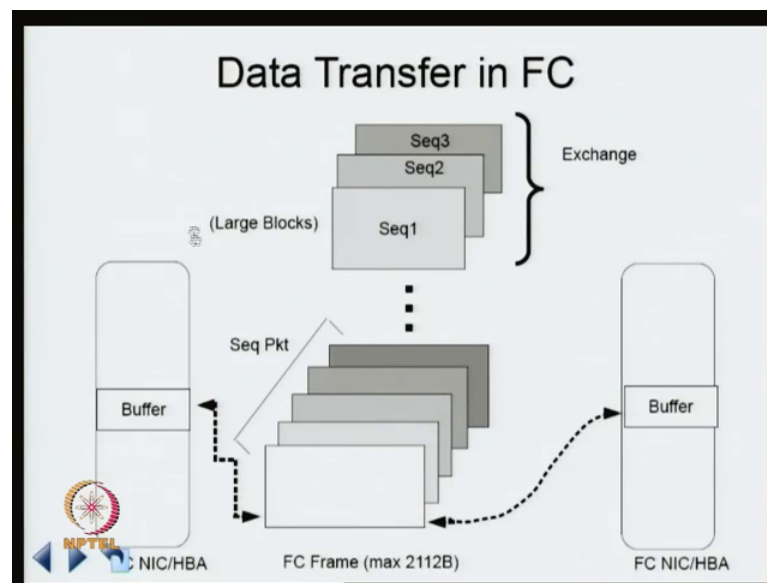 Data Transfer in FC
Seq3
Exchange
Seq2
(Large Blocks)
Seq1
Seq Pkt
Buffer
Buffer
NPTEL
C NIC/HBA
FC Frame (max 2112B)
FC NIC/HBA